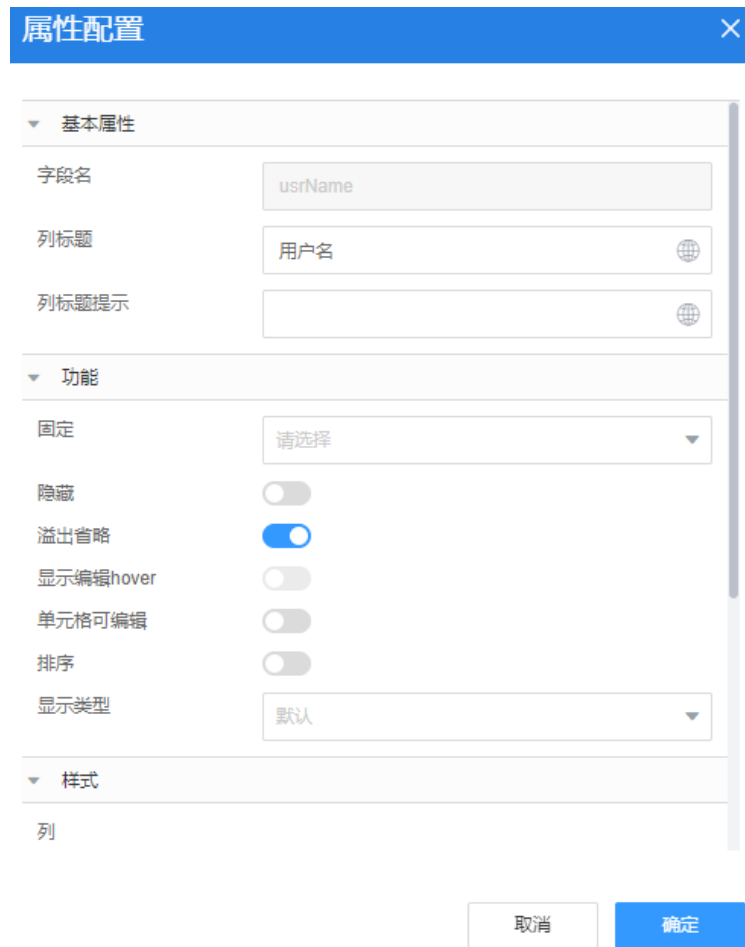 属性配置
基本属性
字段名
usrName
列标题
用户名
列标题提示
功能
固定
请选择
隐藏
溢出省略
显示编辑hover
单元格可编辑
排序
显示类型
默认
样式
列
取消
确定